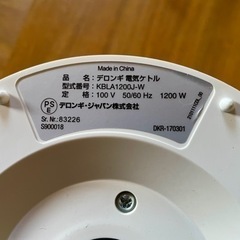 Made in China
品名：デロンギ 電気ケトル
型式番号：KBLA1200J-W
定格：100 V 50/60 Hz 1200 W
PS
E
デロンギ・ジャパン株式会社
Sr. Nr.: 83226
5900018
DKR-170301